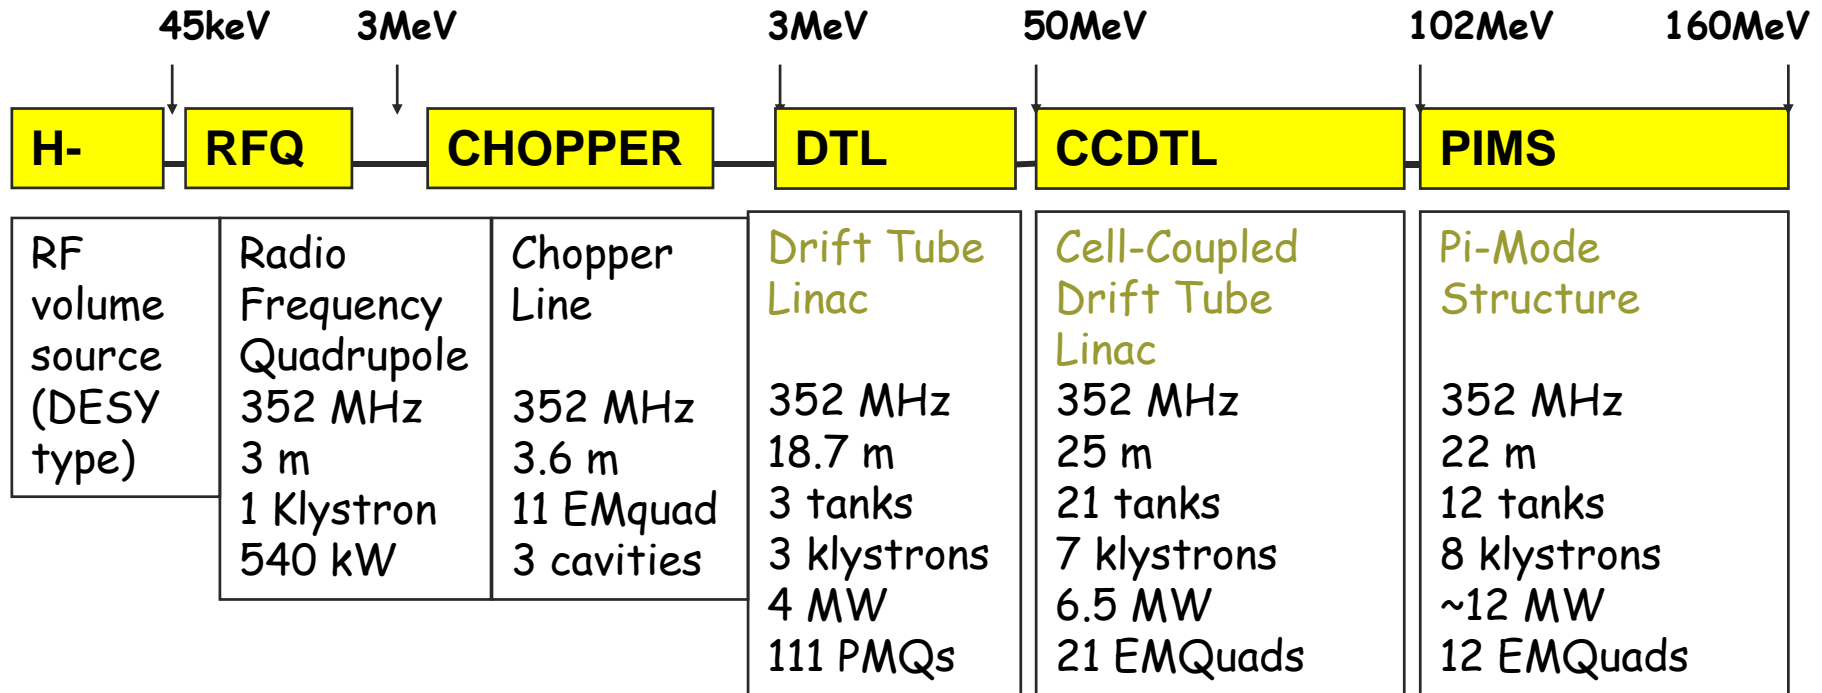 45keV 3MeV 3MeV 50MeV 102MeV 160MeV
H- RFQ CHOPPER DTL CCDTL PIMS
RF
volume
source
(DESY
type)
Radio
Frequency
Quadrupole
352 MHz
3 m
1 Klystron
540 kW
Chopper
Line
352 MHz
3.6 m
11 EMquad
3 cavities
Drift Tube
Linac
352 MHz
18.7 m
3 tanks
3 klystrons
4 MW
111 PMQs
Cell-Coupled
Drift Tube
Linac
352 MHz
25 m
21 tanks
7 klystrons
6.5 MW
21 EMQuads
Pi-Mode
Structure
352 MHz
22 m
12 tanks
8 klystrons
~12 MW
12 EMQuads